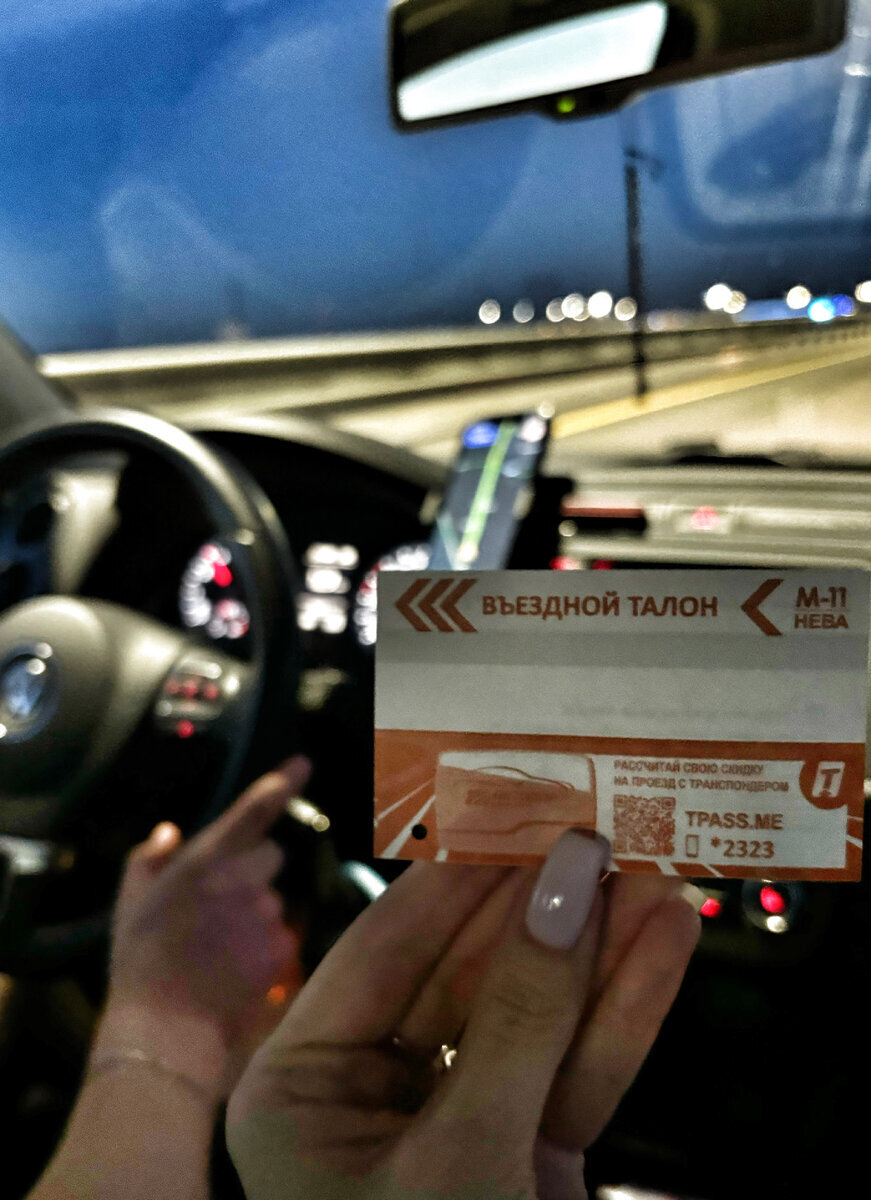 ВЪЕЗДНОЙ ТАЛОН
М-11
НЕВА
РАССЧИТАЙ СВОЮ СКИДКУ
НА ПРОЕЗД С ТРАНСПОНДЕРОМ
T
TPASS.ME
*2323